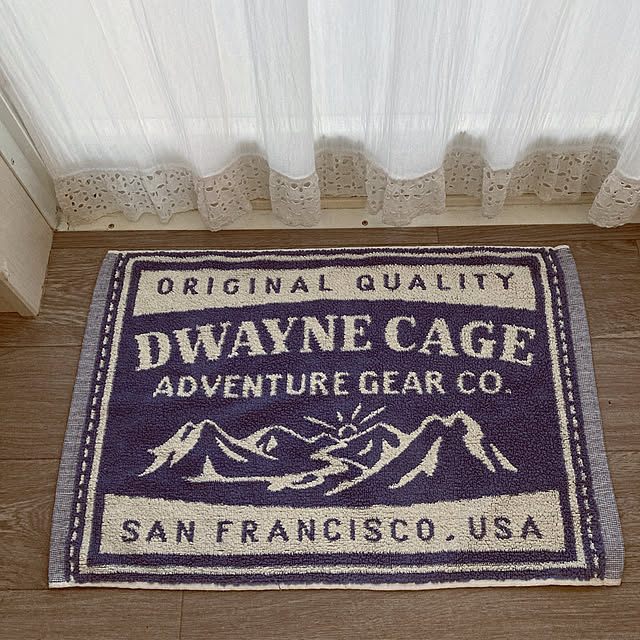 ORIGINAL QUALITY
DWAYNE CAGE
ADVENTURE GEAR CO.
SAN FRANCISCO. USA